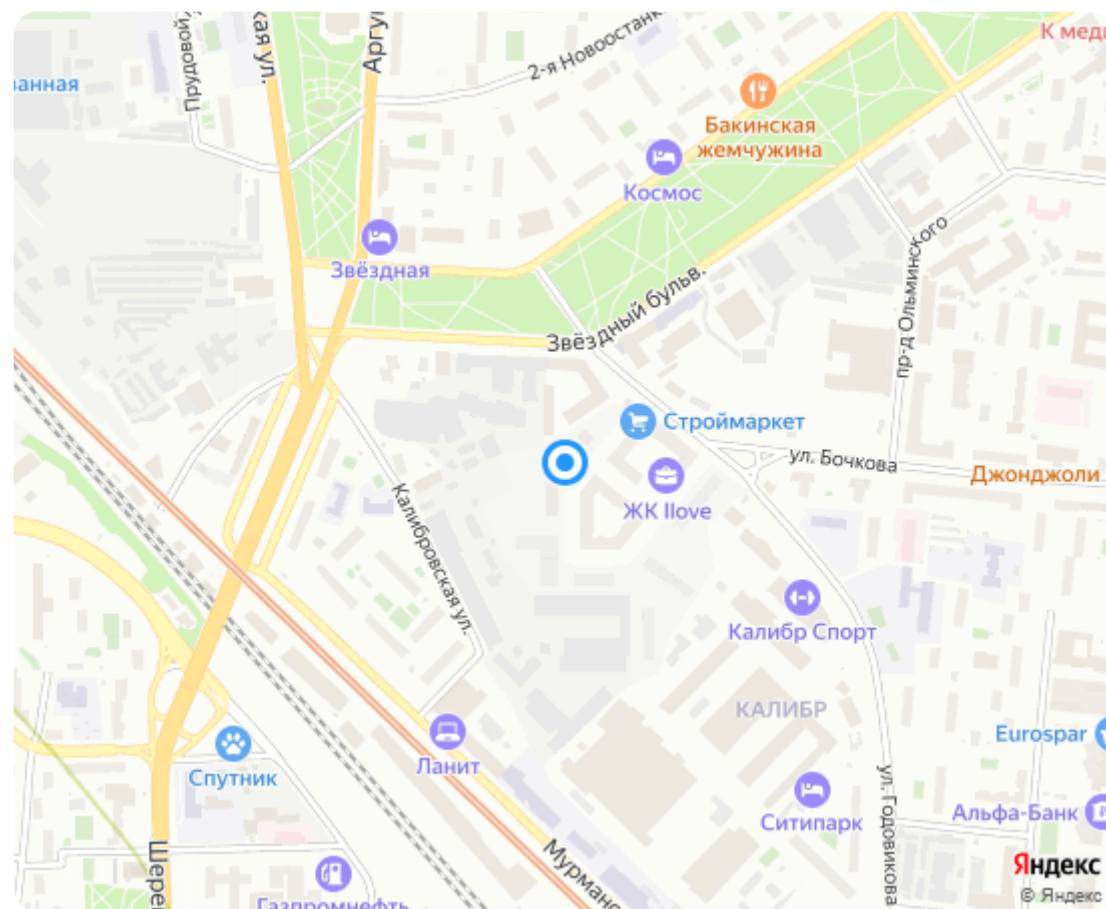 кая ул.
Аргу
Прудовой
2-я Новоостанк
К меди
ванная
Бакинская
жемчужина
Космос
Звёздная
Звёздный бульв.
пр-д Ольминского
Строймаркет
ул. Бочкова
Джонджоли
ЖК Ilove
Калибровская ул.
Калибр Спорт
КАЛИБР
Eurospar
Ланит
Спутник
Ситипарк
ул. Годовикова
Альфа-Банк
Мурманс
Шерем
Газпромнефть
Яндекс
© Яндекс